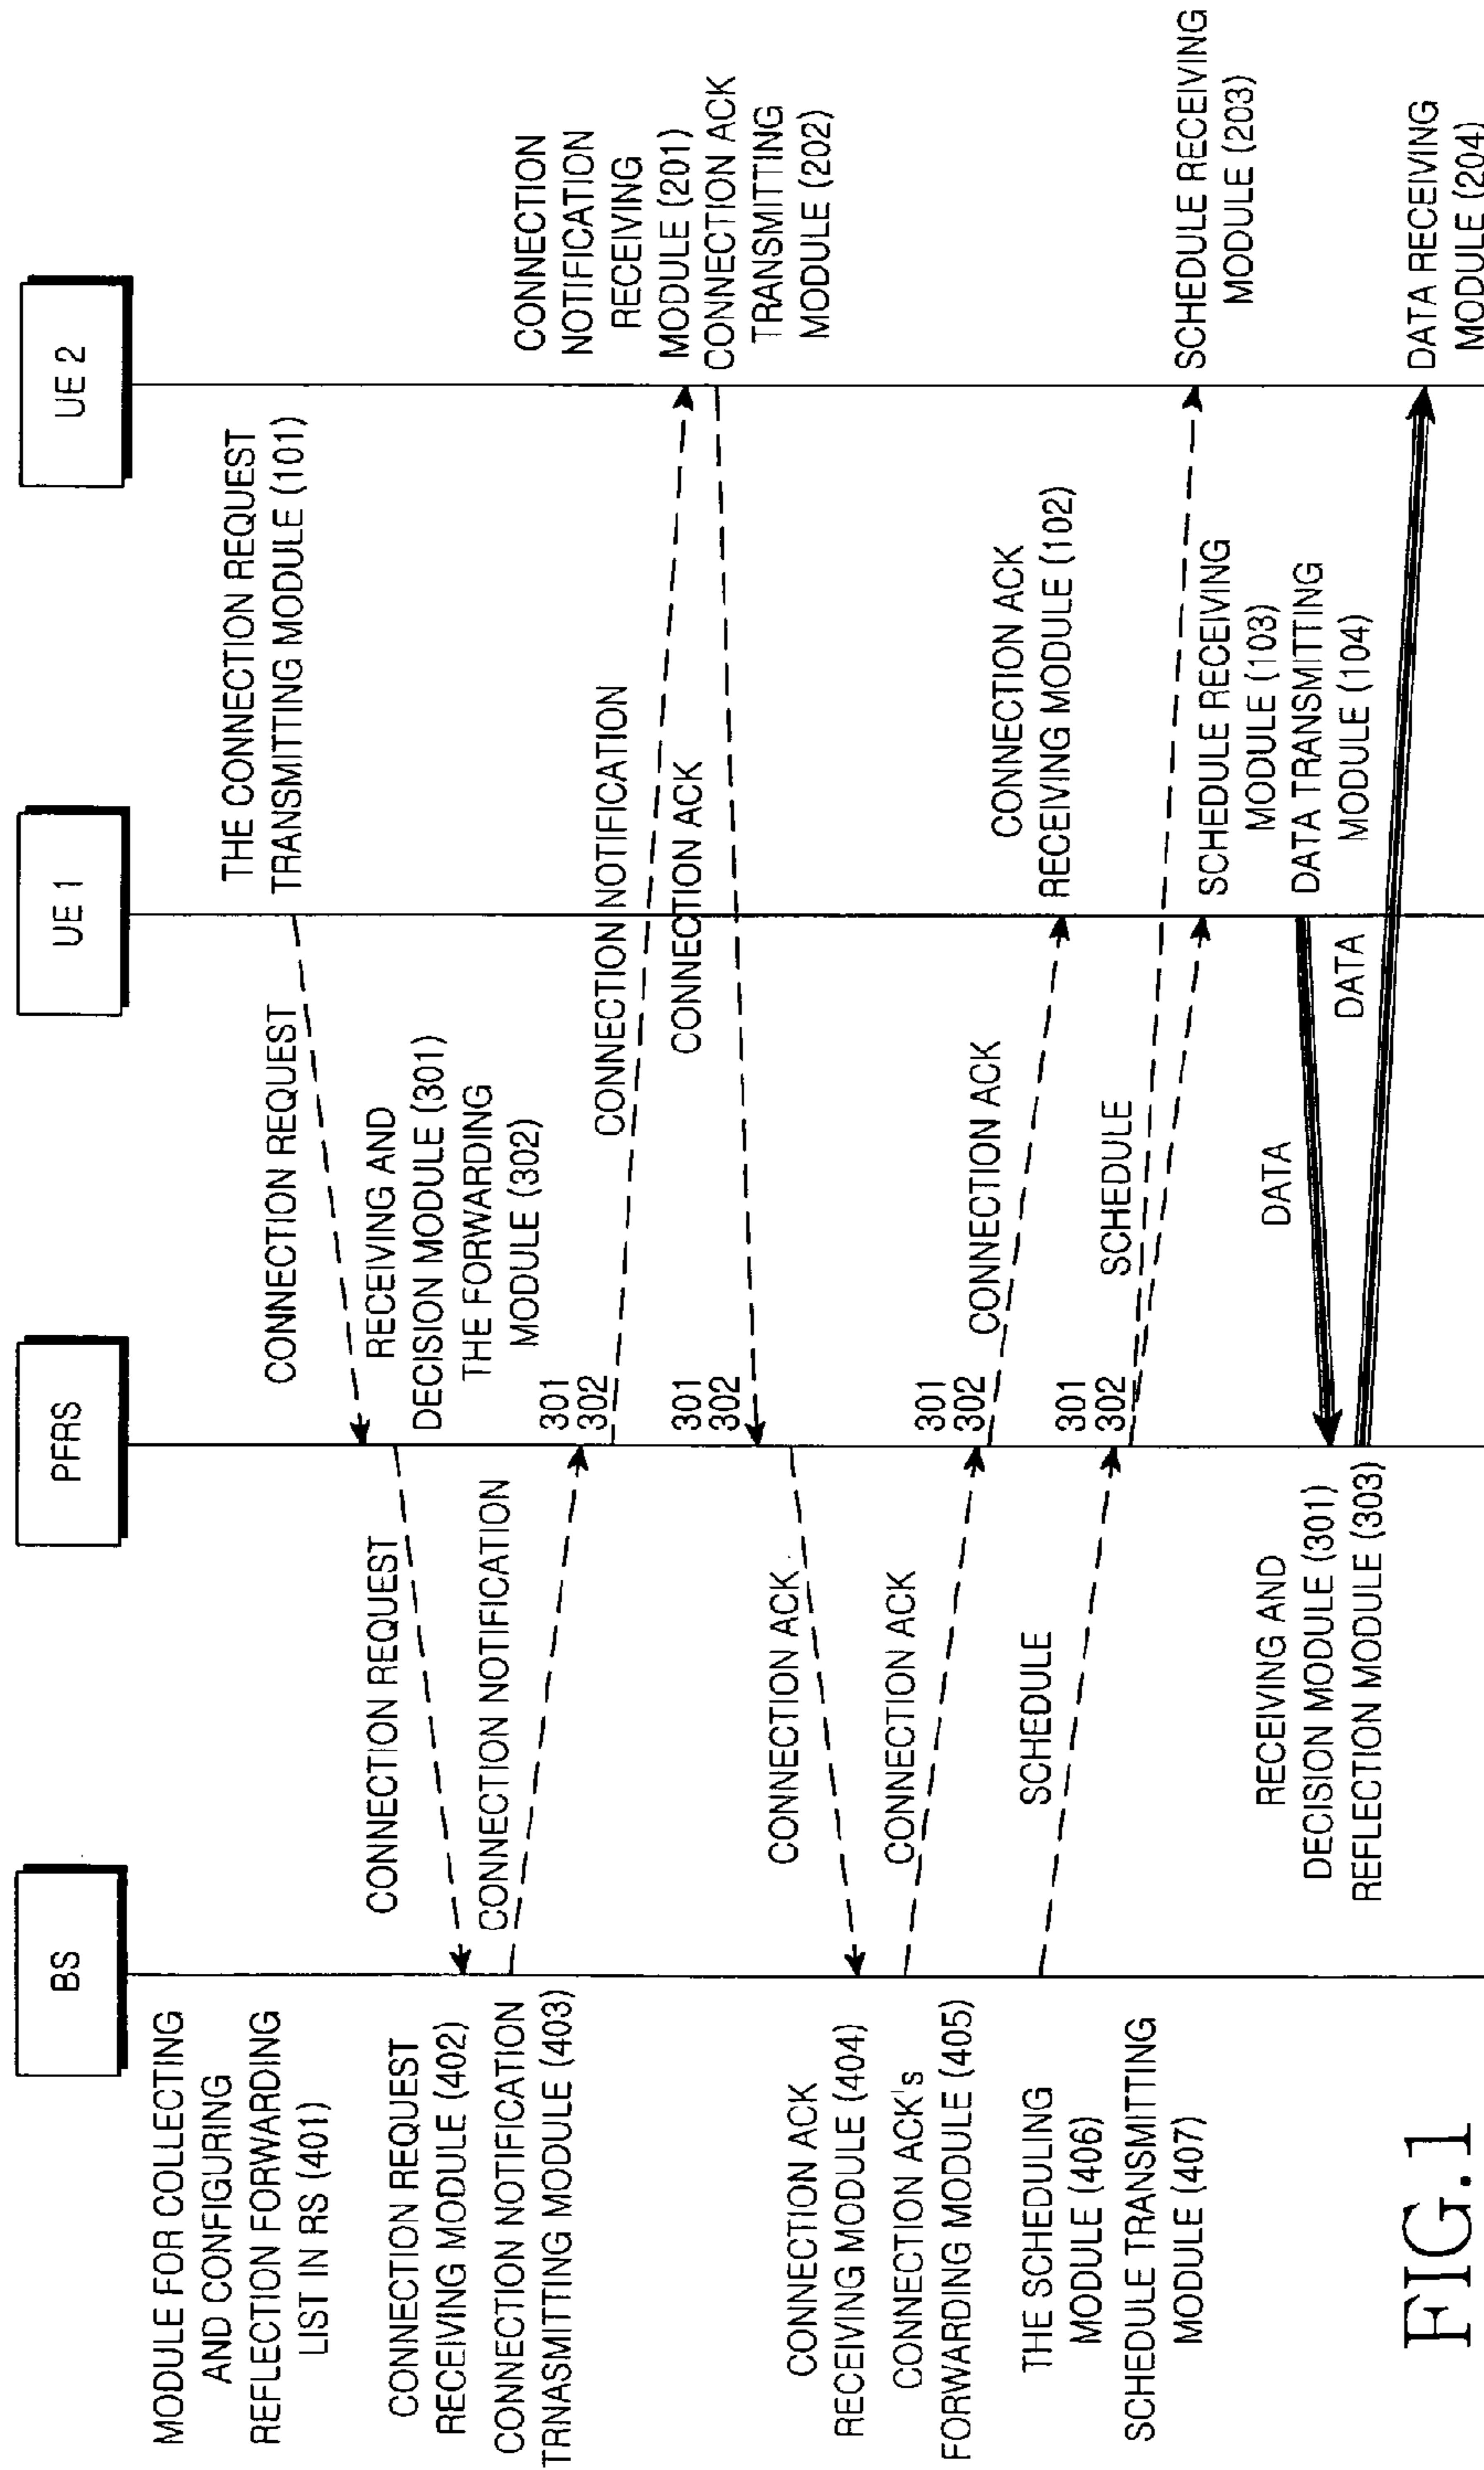 BS
PFRS
UE 1
UE 2
MODULE FOR COLLECTING
AND CONFIGURING
REFLECTION FORWARDING
LIST IN RS (401)
THE CONNECTION REQUEST
TRANSMITTING MODULE (101)
CONNECTION REQUEST
RECEIVING AND
DECISION MODULE (301)
THE FORWARDING
MODULE (302)
CONNECTION REQUEST
CONNECTION REQUEST
RECEIVING MODULE (402)
CONNECTION NOTIFICATION
TRNASMITTING MODULE (403)
CONNECTION NOTIFICATION
301
302
CONNECTION NOTIFICATION
CONNECTION
NOTIFICATION
RECEIVING
MODULE (201)
CONNECTION ACK
TRANSMITTING
MODULE (202)
CONNECTION ACK
301
302
CONNECTION ACK
CONNECTION ACK
RECEIVING MODULE (404)
CONNECTION ACK's
FORWARDING MODULE (405)
CONNECTION ACK
301
302
CONNECTION ACK
CONNECTION ACK
RECEIVING MODULE (102)
THE SCHEDULING
MODULE (406)
SCHEDULE TRANSMITTING
MODULE (407)
SCHEDULE
301
302
SCHEDULE
SCHEDULE RECEIVING
MODULE (203)
SCHEDULE RECEIVING
MODULE (103)
DATA TRANSMITTING
MODULE (104)
DATA
RECEIVING AND
DECISION MODULE (301)
REFLECTION MODULE (303)
DATA
DATA RECEIVING
MODULE (204)
FIG.1